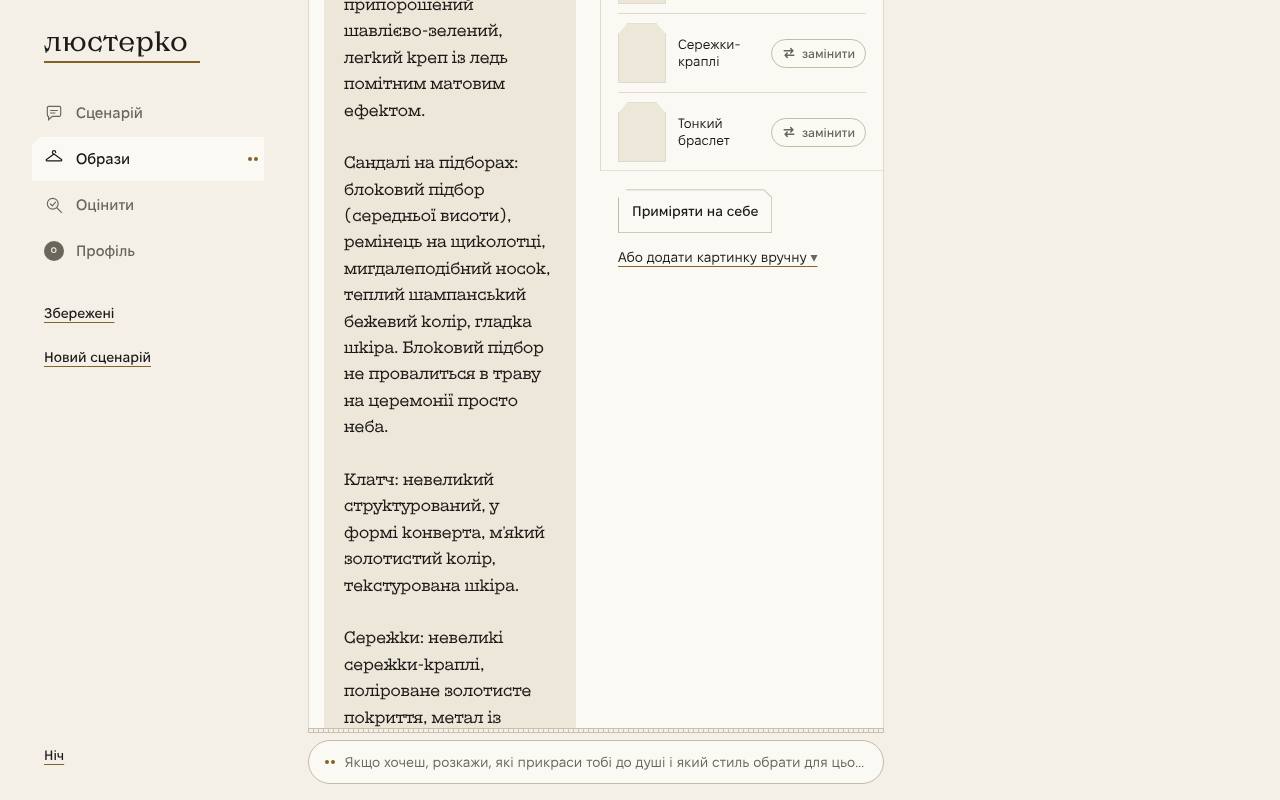 люстерко
Сценарій
Образи
Оцінити
О
Профіль
Збережені
Новий сценарій
Ніч
припорошений
шавлієво-зелений,
легкий креп із ледь
помітним матовим
ефектом.
Сандалі на підборах:
блоковий підбор
(середньої висоти),
ремінець на щиколотці,
мигдалеподібний носок,
теплий шампанський
бежевий колір, гладка
шкіра. Блоковий підбор
не провалиться в траву
на церемонії просто
неба.
Клатч: невеликий
структурований, у
формі конверта, м'який
золотистий колір,
текстурована шкіра.
Сережки: невеликі
сережки-краплі,
поліроване золотисте
покриття, метал із
Сережки-
краплі
замінити
Тонкий
браслет
замінити
Приміряти на себе
Або додати картинку вручну ▾
Якщо хочеш, розкажи, які прикраси тобі до душі і який стиль обрати для цьо...